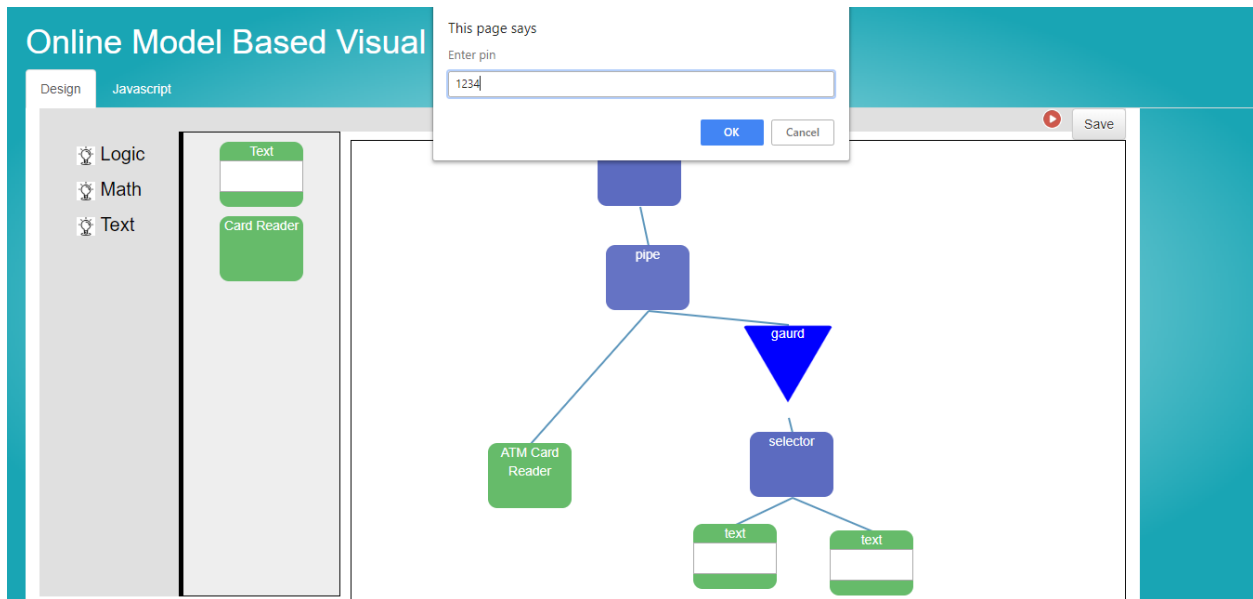 Online Model Based Visual
This page says
Enter pin
1234
OK
Cancel
Design
Javascript
Save
Logic
Math
Text
Text
Card Reader
pipe
gaurd
selector
ATM Card
Reader
text
text